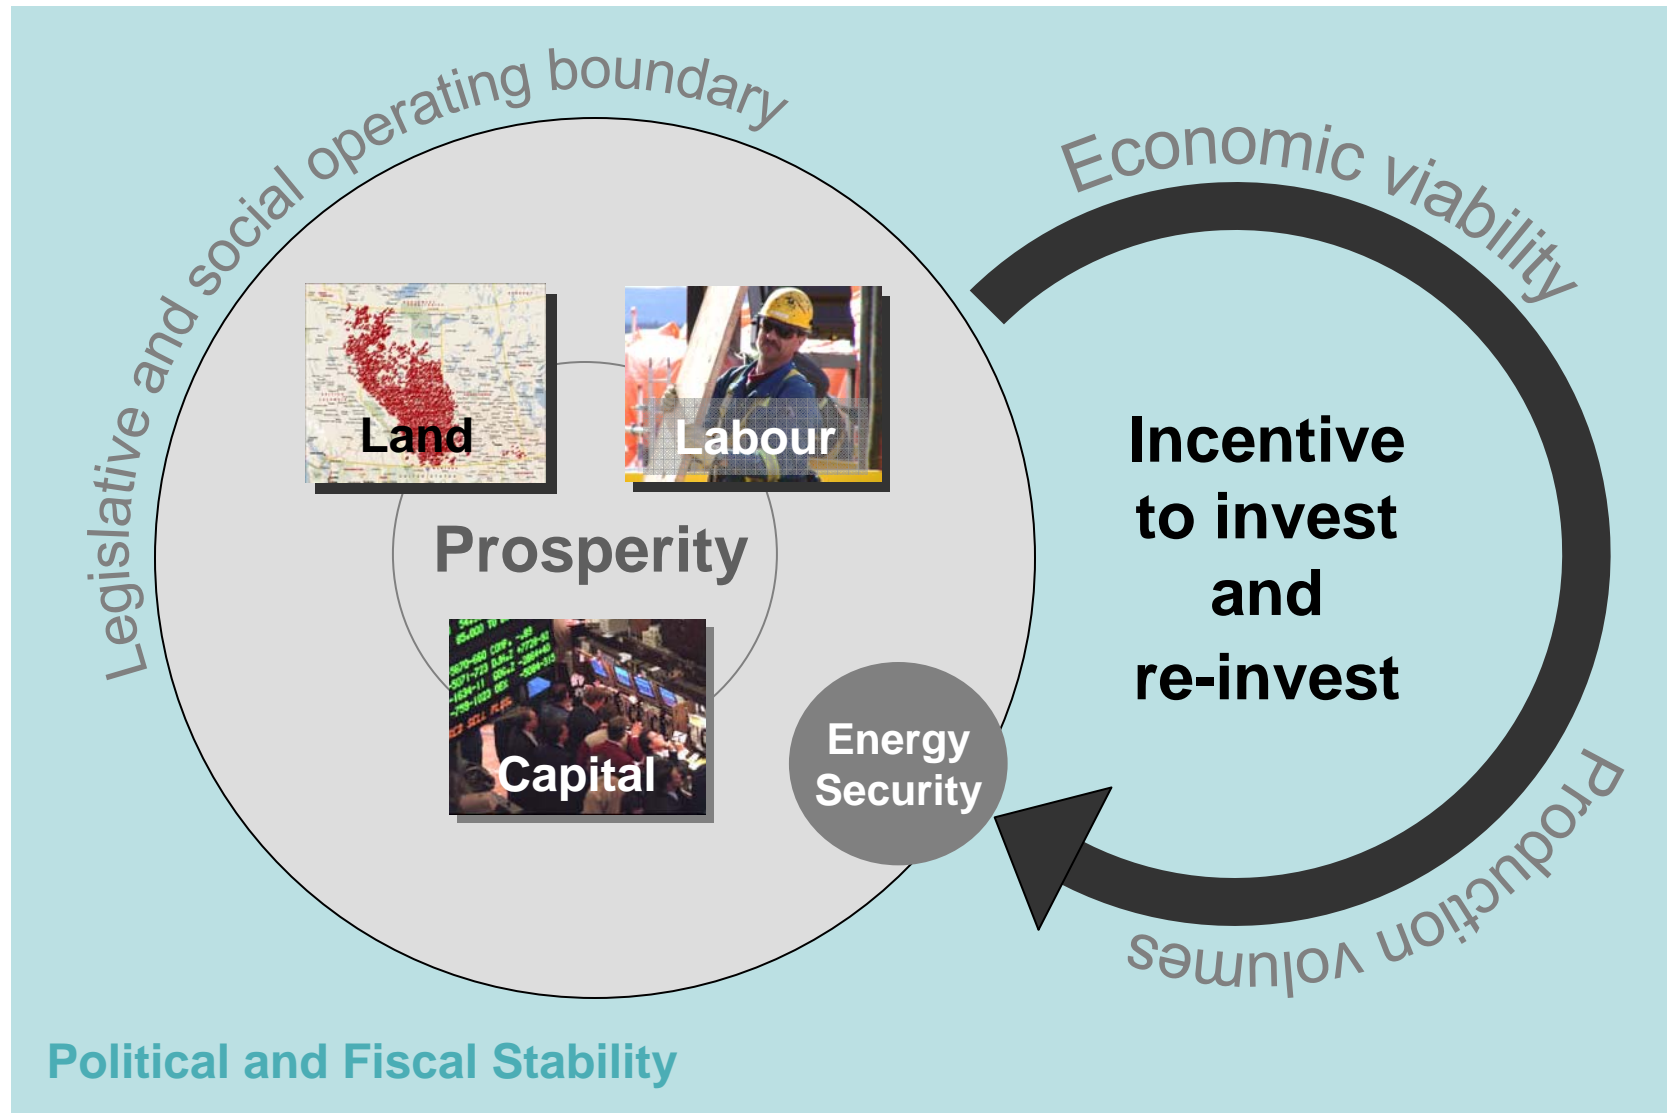 Legislative and social operating boundary
Economic viability
Land
Labour
Prosperity
Capital
Energy
Security
Incentive
to invest
and
re-invest
Production volumes
Political and Fiscal Stability